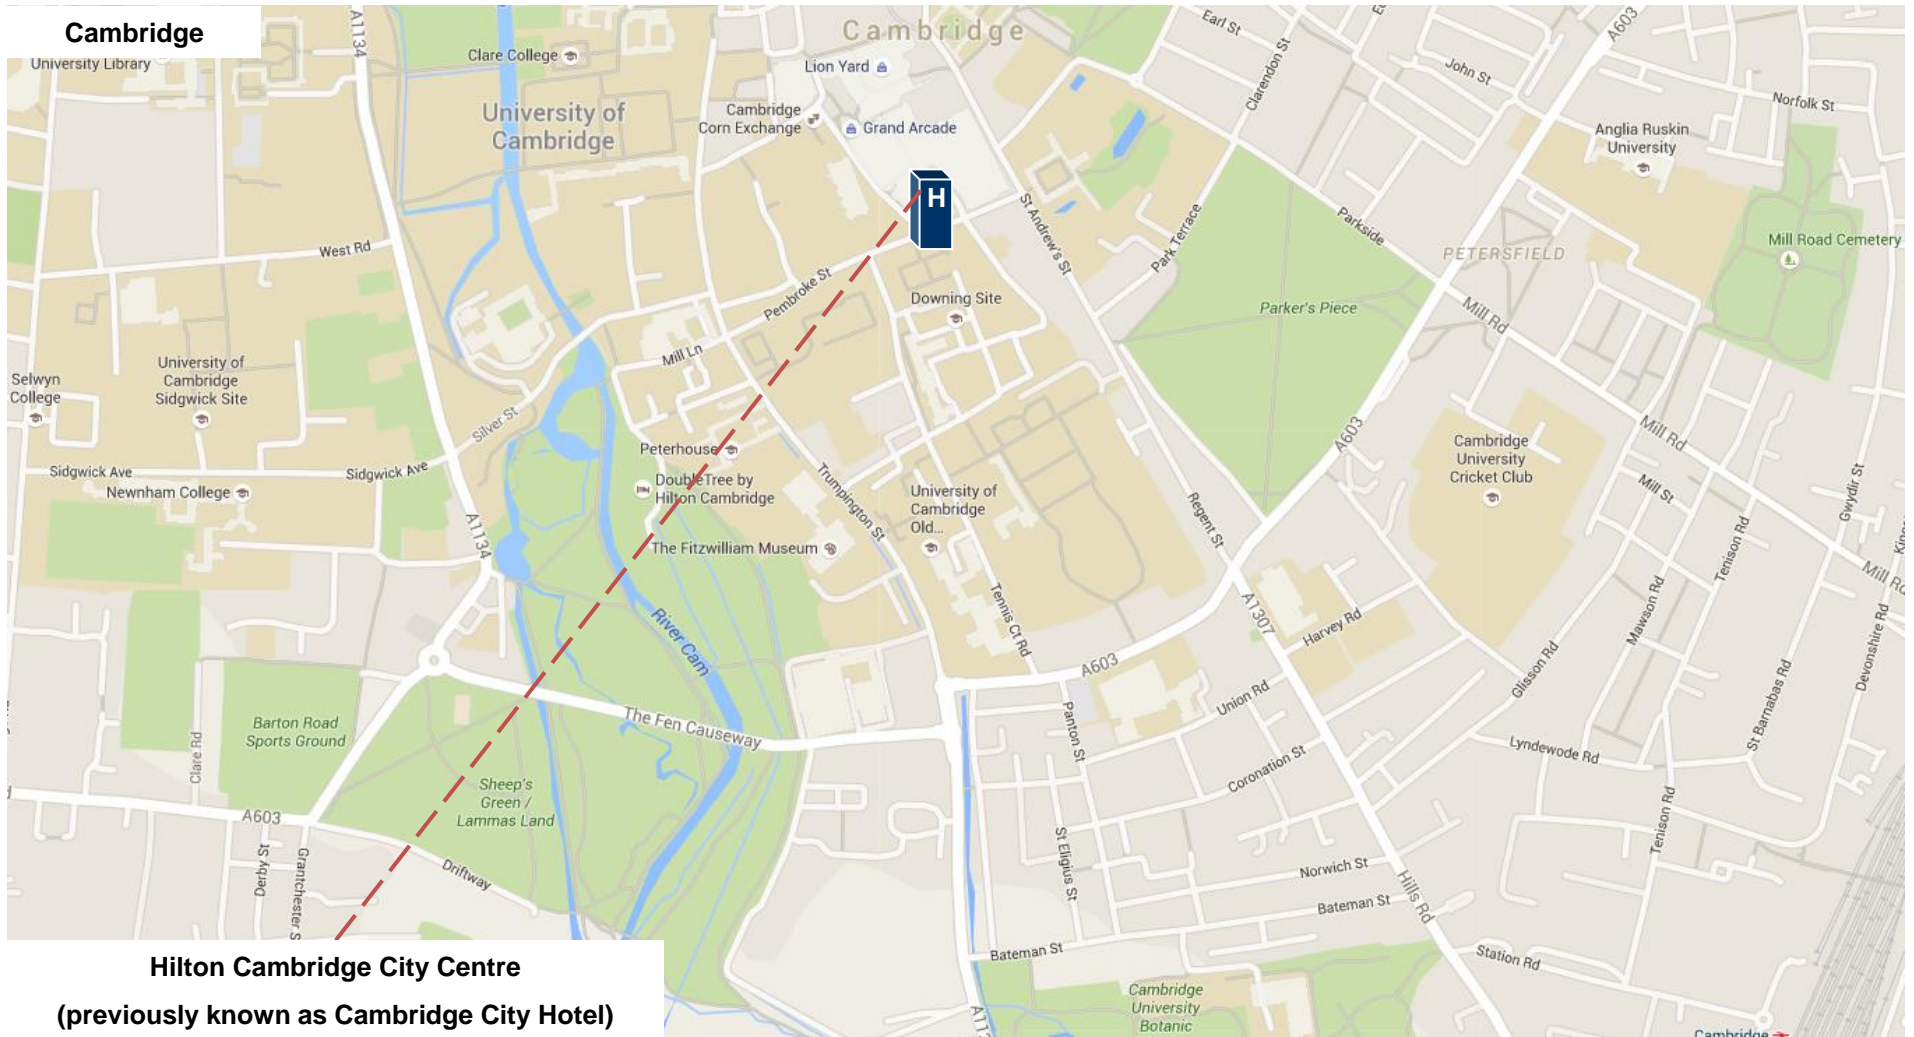 Cambridge
University Library
A1134
Clare College
Cambridge
Lion Yard
Earl St
Clarendon St
A603
John St
Norfolk St
University of
Cambridge
Cambridge
Corn Exchange
Grand Arcade
Anglia Ruskin
University
H
St Andrew's St
Park Terrace
Parkside
PETERSFIELD
Mill Road Cemetery
West Rd
Pembroke St
Downing Site
Parker's Piece
Mill Rd
Mill Ln
University of
Cambridge
Sidgwick Site
Selwyn
College
Silver St
A603
Mill Rd
Cambridge
University
Cricket Club
Peterhouse
Sidgwick Ave
Sidgwick Ave
Newnham College
DoubleTree by
Hilton Cambridge
Trumpington St
University of
Cambridge
Old...
Regent St
Mill St
Gwydir St
A1134
The Fitzwilliam Museum
Tenison Rd
Mill Rd
Tennis Ct Rd
A1307
Harvey Rd
Mawson Rd
Devonshire Rd
River Cam
A603
Glisson Rd
Union Rd
St Barnabas Rd
Barton Road
Sports Ground
Clare Rd
The Fen Causeway
Panton St
Lyndewode Rd
Coronation St
Sheep's
Green /
Lammas Land
A603
Tenison Rd
Derby St
Grantchester S
Driftway
St Eligius St
Norwich St
Hills Rd
Bateman St
Bateman St
Station Rd
Hilton Cambridge City Centre
(previously known as Cambridge City Hotel)
Cambridge
University
Botanic
Cambridge